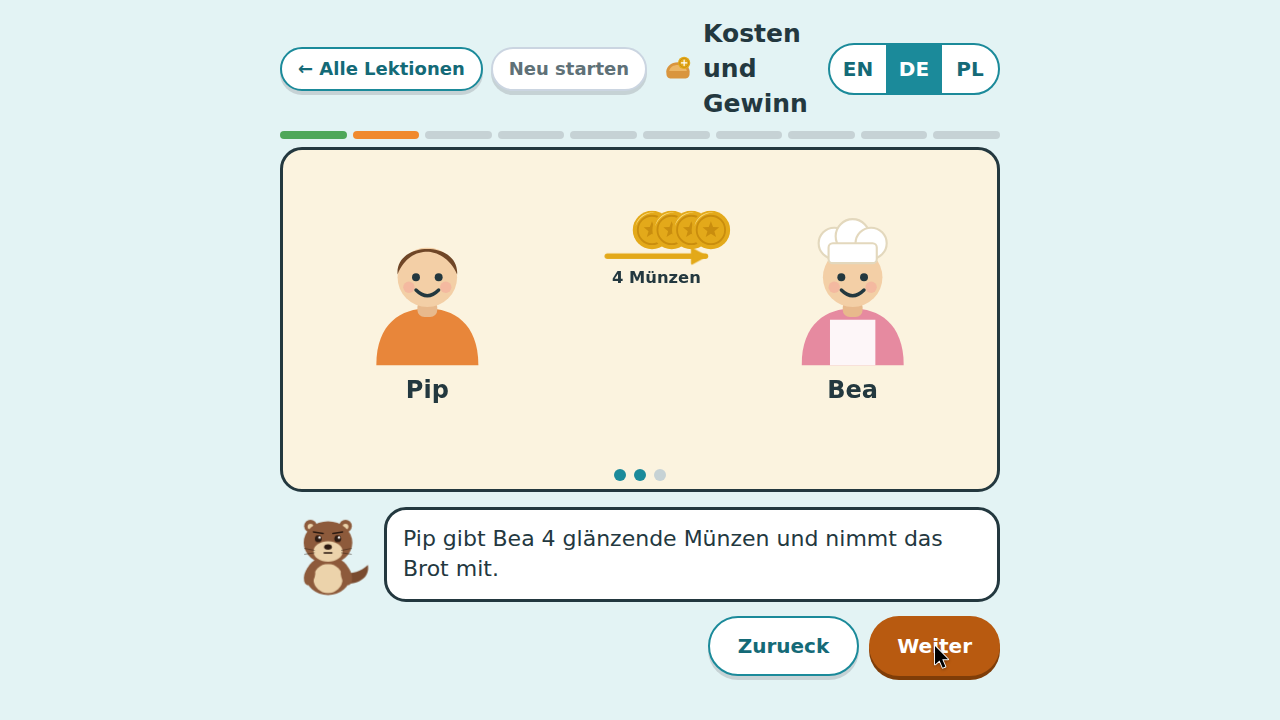 ← Alle Lektionen
Neu starten
Kosten
und
Gewinn
EN DE PL
4 Münzen
Pip
Bea
Pip gibt Bea 4 glänzende Münzen und nimmt das
Brot mit.
Zurueck
Weiter